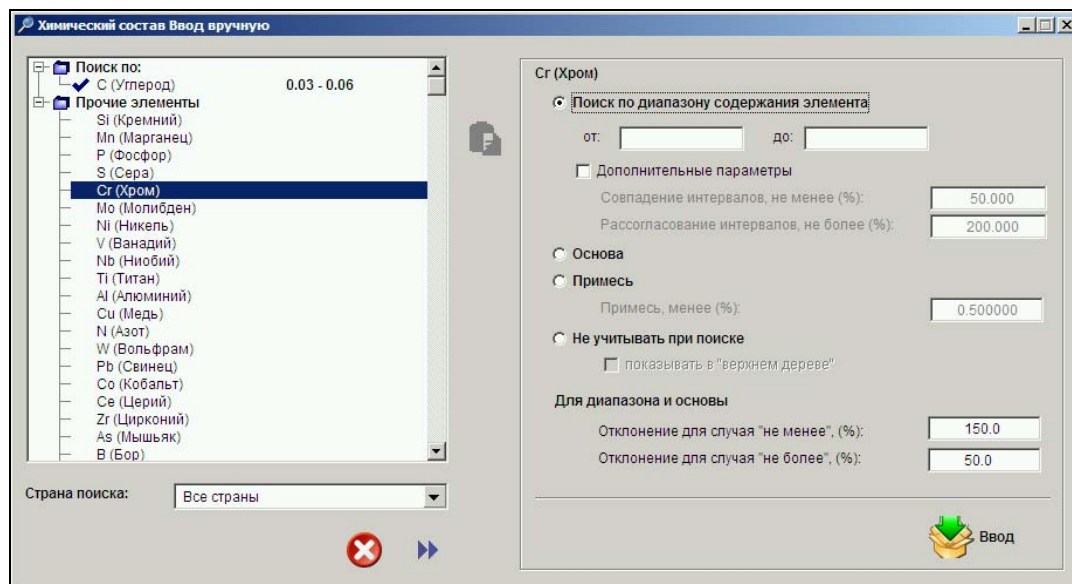 Химический состав Ввод вручную
Поиск по:
С (Углерод) 0.03 - 0.06
Прочие элементы
Si (Кремний)
Mn (Марганец)
P (Фосфор)
S (Сера)
Cr (Хром)
Mo (Молибден)
Ni (Никель)
V (Ванадий)
Nb (Ниобий)
Ti (Титан)
Al (Алюминий)
Cu (Медь)
N (Азот)
W (Вольфрам)
Pb (Свинец)
Co (Кобальт)
Ce (Церий)
Zr (Цирконий)
As (Мышьяк)
B (Бор)
Страна поиска: Все страны
Cr (Хром)
Поиск по диапазону содержания элемента
от: до:
Дополнительные параметры
Совпадение интервалов, не менее (%): 50.000
Рассогласование интервалов, не более (%): 200.000
Основа
Примесь
Примесь, менее (%): 0.500000
Не учитывать при поиске
показывать в "верхнем дереве"
Для диапазона и основы
Отклонение для случая "не менее", (%): 150.0
Отклонение для случая "не более", (%): 50.0
Ввод